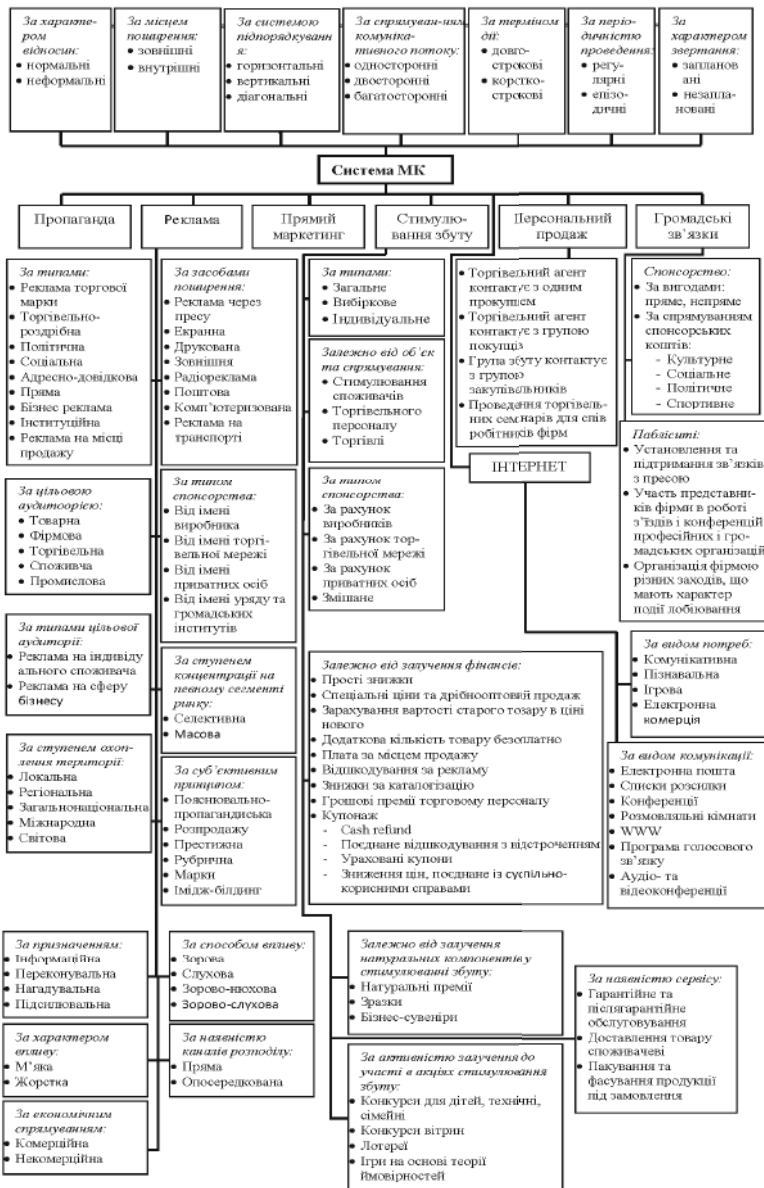 За характе-
ром
відносин:
• нормальні
• неформальні
За місцем
поширення:
• зовнішні
• внутрішні
За системою
підпорядкуван
ня:
• горизонтальні
• вертикальні
• діагональні
За спрямуван-ням
комуніка-
тивного потоку:
• односторонні
• двосторонні
• багатосторонні
За терміном
дії:
• довго-
строкові
• корстко-
строкові
За періо-
дичністю
проведення:
• регу-
лярні
• епізо-
дичні
За
характером
звертання:
• запланов
ані
• незапла-
новані
Система МК
Пропаганда
Реклама
Прямий
маркетинг
Стимулю-
вання збуту
Персональний
продаж
Громадські
зв'язки
За типами:
• Реклама торгової
марки
• Торгівельно-
роздрібна
• Політична
• Соціальна
• Адресно-довідкова
• Пряма
• Бізнес реклама
• Інституційна
• Реклама на місці
продажу
За цільовою
аудитоорією:
• Товарна
• Фірмова
• Торгівельна
• Споживча
• Промислова
За типами цільової
аудиторії:
• Реклама на індивіду
ального споживача
• Реклама на сферу
бізнесу
За ступенем охоп-
лення території:
• Локальна
• Регіональна
• Загальнонаціональна
• Міжнародна
• Світова
За засобами
поширення:
• Реклама через
пресу
• Екранна
• Друкована
• Зовнішня
• Радіореклама
• Поштова
• Комп'ютеризована
• Реклама на
транспорті
За типом
спонсорства:
• Від імені
виробника
• Від імені торгі-
вельної мережі
• Від імені
приватних осіб
• Від імені уряду та
громадських
інститутів
За ступенем
концентрації на
певному сегменті
ринку:
• Селективна
• Масова
За суб'єктивним
принципом:
• Пояснювально-
пропагандиська
• Розпродажу
• Престижна
• Рубрична
• Марки
• Імідж-білдинг
За типами:
• Загальне
• Вибіркове
• Індивідуальне
Залежно від об'єк
та спрямування:
• Стимулювання
споживачів
• Торгівельного
персоналу
• Торгівлі
За типом
спонсорства:
• За рахунок
виробників
• За рахунок тор-
гівельної мережі
• За рахунок
приватних осіб
• Змішане
• Торгівельний агент
контактує з одним
прокупцем
• Торгівельний агент
контактує з групою
покупців
• Група збуту контактує
з групою
закупівельників
• Проведення торгівель-
них семінарів для спів
робітників фірм
ІНТЕРНЕТ
Спонсорство:
• За вигодами:
пряме, непряме
• За спрямуванням
спонсорських
коштів:
- Культурне
- Соціальне
- Політичне
- Спортивне
Пабліситі:
• Установлення та
підтримання зв'язків
з пресою
• Участь представни-
ків фірми в роботі
з'їздів і конференцій
професійних і гро-
мадських організацій
• Організація фірмою
різних заходів, що
мають характер
події лобіювання
Залежно від залучення фінансів:
• Прості знижки
• Спеціальні ціни та дрібнооптовий продаж
• Зарахування вартості старого товару в ціні
нового
• Додаткова кількість товару безплатно
• Плата за місцем продажу
• Відшкодування за рекламу
• Знижки за каталогізацію
• Грошові премії торговому персоналу
• Купонаж
- Cash refund
- Поєднане відшкодування з відстроченням
- Ураховані купони
- Зниження цін, поєднане із суспільно-
корисними справами
За видом потреб:
• Комунікативна
• Пізнавальна
• Ігрова
• Електронна
комерція
За видом комунікації:
• Електронна пошта
• Списки розсилки
• Конференції
• Розмовляльні кімнати
• WWW
• Програма голосового
зв'язку
• Аудіо- та
відеоконференції
За призначенням:
• Інформаційна
• Переконувальна
• Нагадувальна
• Підсилювальна
За характером
впливу:
• М'яка
• Жорстка
За економічним
спрямуванням:
• Комерційна
• Некомерційна
За способом впливу:
• Зорова
• Слухова
• Зорово-нюхова
• Зорово-слухова
За наявністю
каналів розподілу:
• Пряма
• Опосередкована
Залежно від залучення
натуральних компонентів у
стимулюванні збуту:
• Натуральні премії
• Зразки
• Бізнес-сувеніри
За активністю залучення до
участі в акціях стимулювання
збуту:
• Конкурси для дітей, технічні,
сімейні
• Конкурси вітрин
• Лотереї
• Ігри на основі теорії
ймовірностей
За наявністю сервісу:
• Гарантійне та
післягарантійне
обслуговування
• Доставлення товару
споживачеві
• Пакування та
фасування продукції
під замовлення